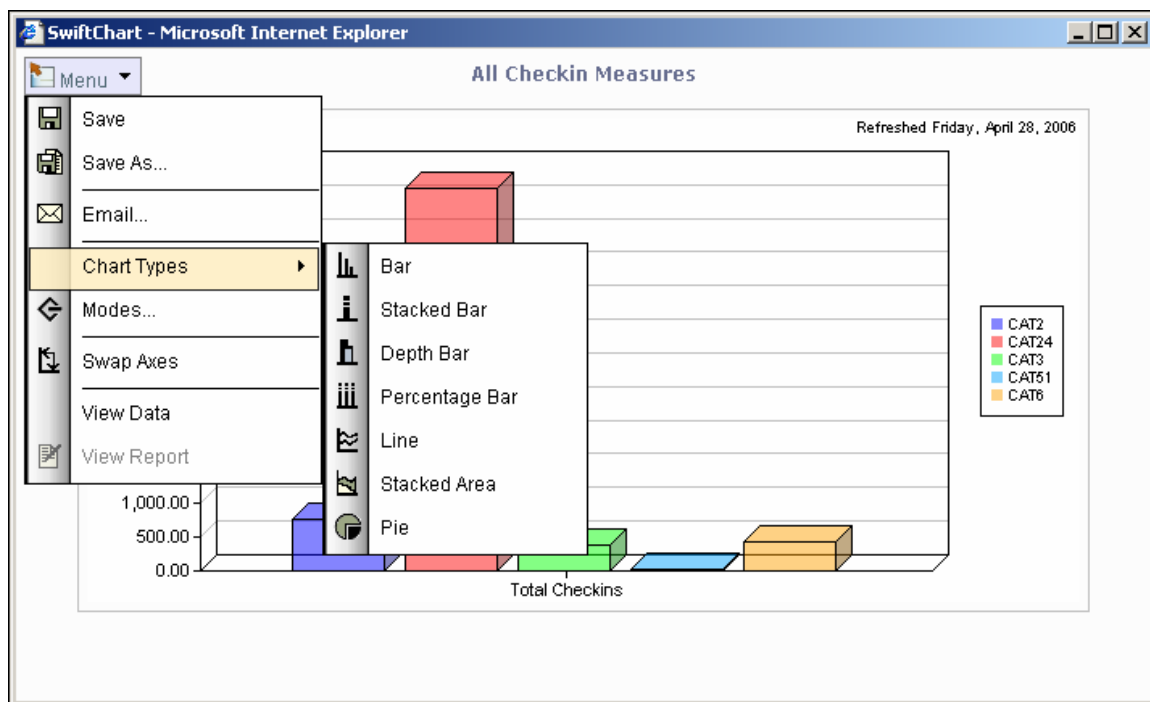 SwiftChart - Microsoft Internet Explorer
Menu
All Checkin Measures
Refreshed Friday, April 28, 2006
Save
Save As...
Email...
Chart Types
Modes...
Swap Axes
View Data
View Report
Bar
Stacked Bar
Depth Bar
Percentage Bar
Line
Stacked Area
Pie
CAT2
CAT24
CAT3
CAT51
CAT6
1,000.00
500.00
0.00
Total Checkins